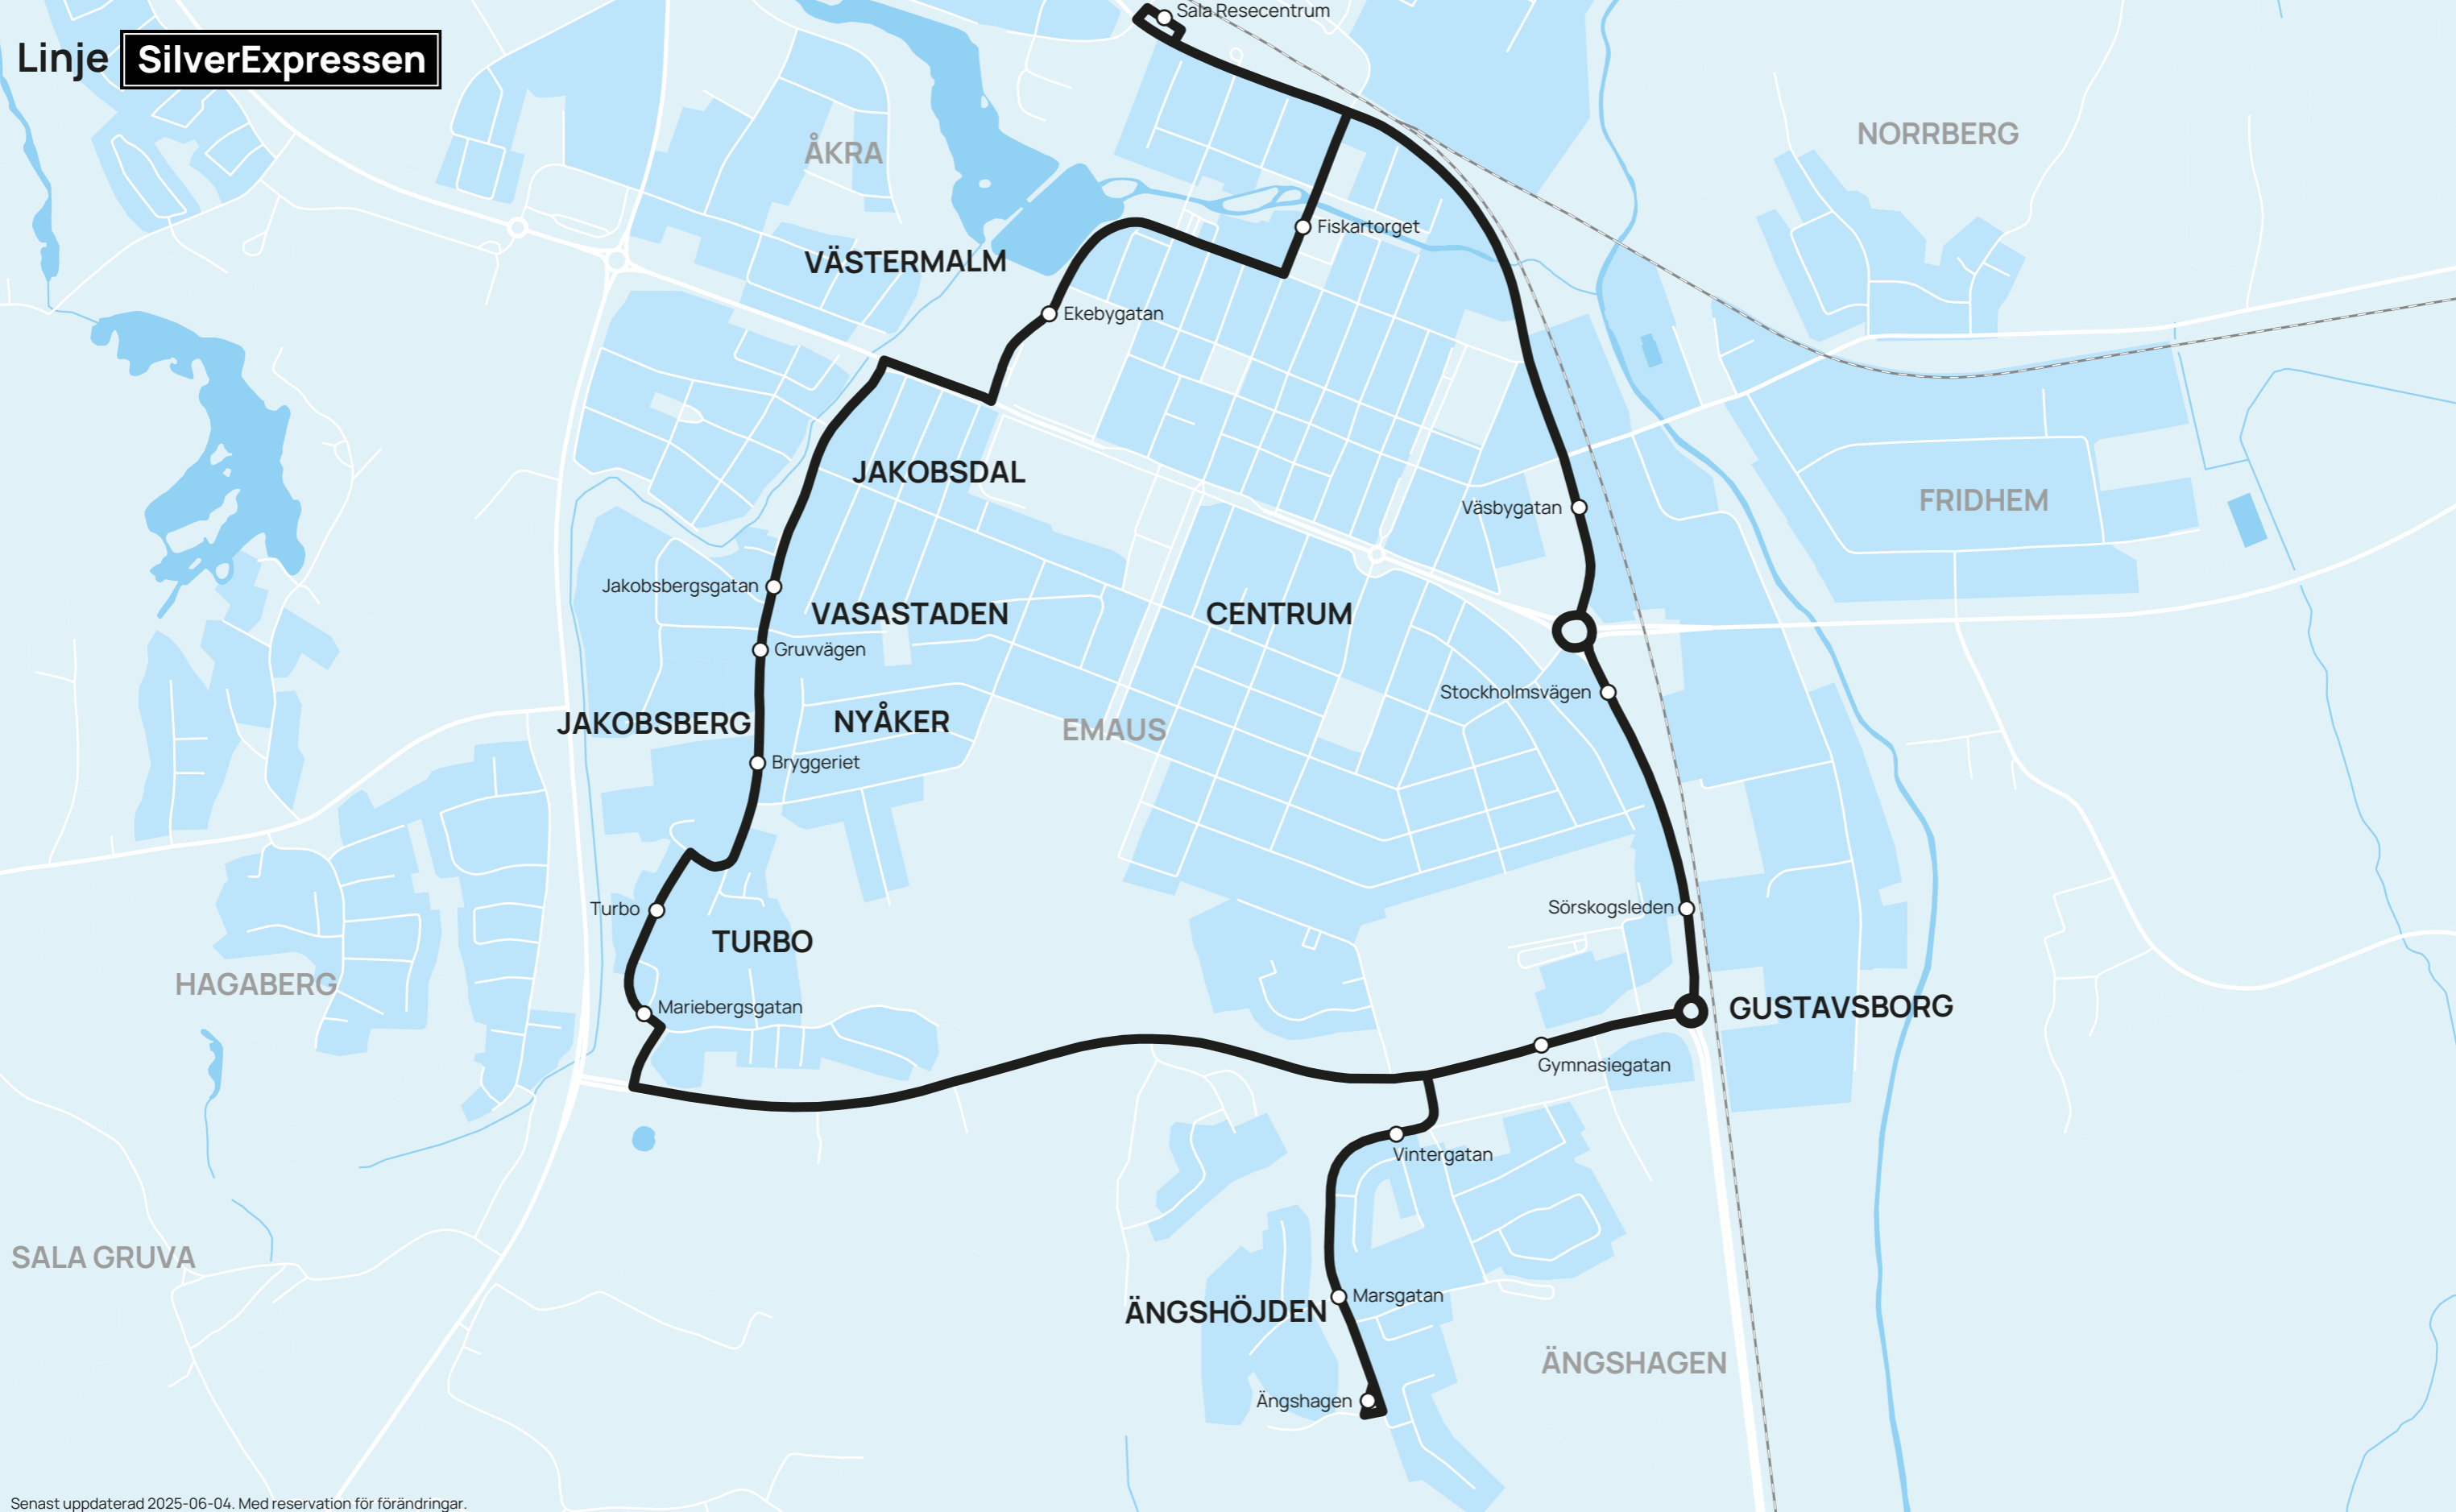 Sala Resecentrum
Linje SilverExpressen
NORRBERG
ÅKRA
Fiskartorget
VÄSTERMALM
Ekebygatan
JAKOBSDAL
FRIDHEM
Väsbygatan
Jakobsbergsgatan
VASASTADEN
CENTRUM
Gruvvägen
Stockholmsvägen
JAKOBSBERG
NYÅKER
EMAUS
Bryggeriet
Turbo
Sörskogsleden
TURBO
HAGABERG
Mariebergsgatan
GUSTAVSBORG
Gymnasiegatan
Vintergatan
SALA GRUVA
Marsgatan
ÄNGSHÖJDEN
ÄNGSHAGEN
Ängshagen
Senast uppdaterad 2025-06-04. Med reservation för förändringar.